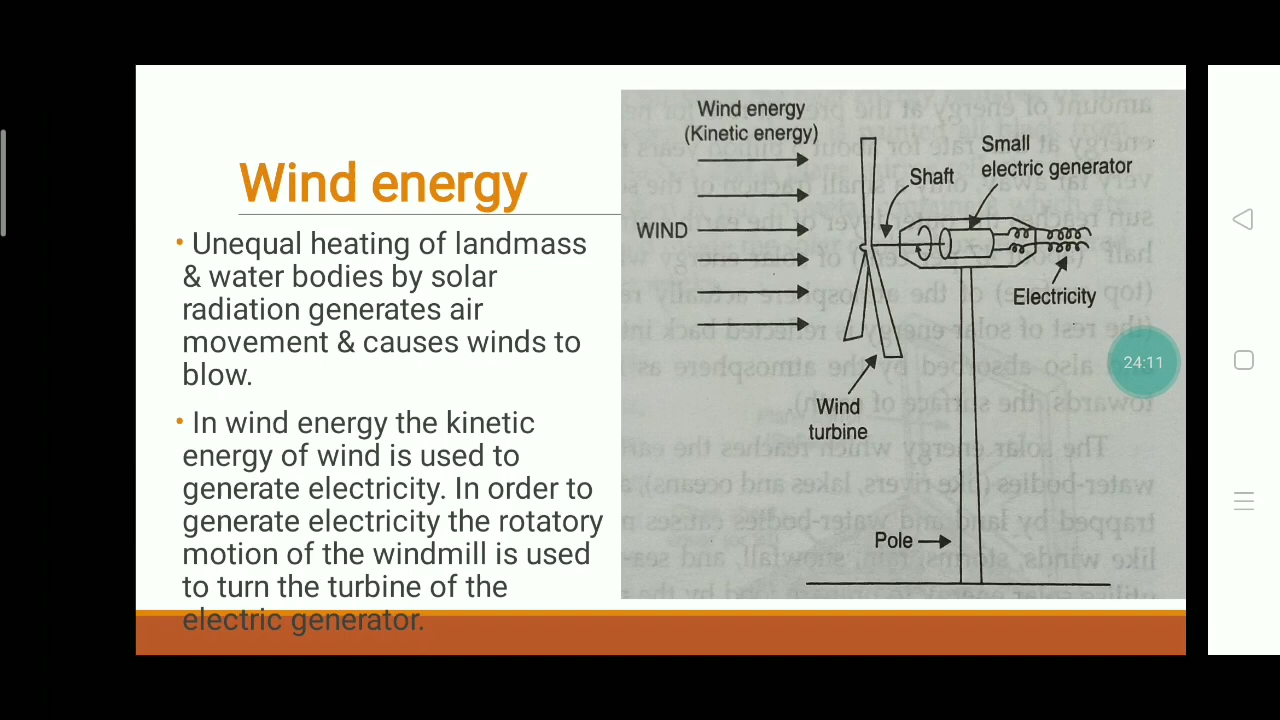 Wind energy
• Unequal heating of landmass
& water bodies by solar
radiation generates air
movement & causes winds to
blow.
• In wind energy the kinetic
energy of wind is used to
generate electricity. In order to
generate electricity the rotatory
motion of the windmill is used
to turn the turbine of the
electric generator.
Wind energy
(Kinetic energy)
WIND
Shaft
Small
electric generator
Electricity
Wind
turbine
Pole
24:11